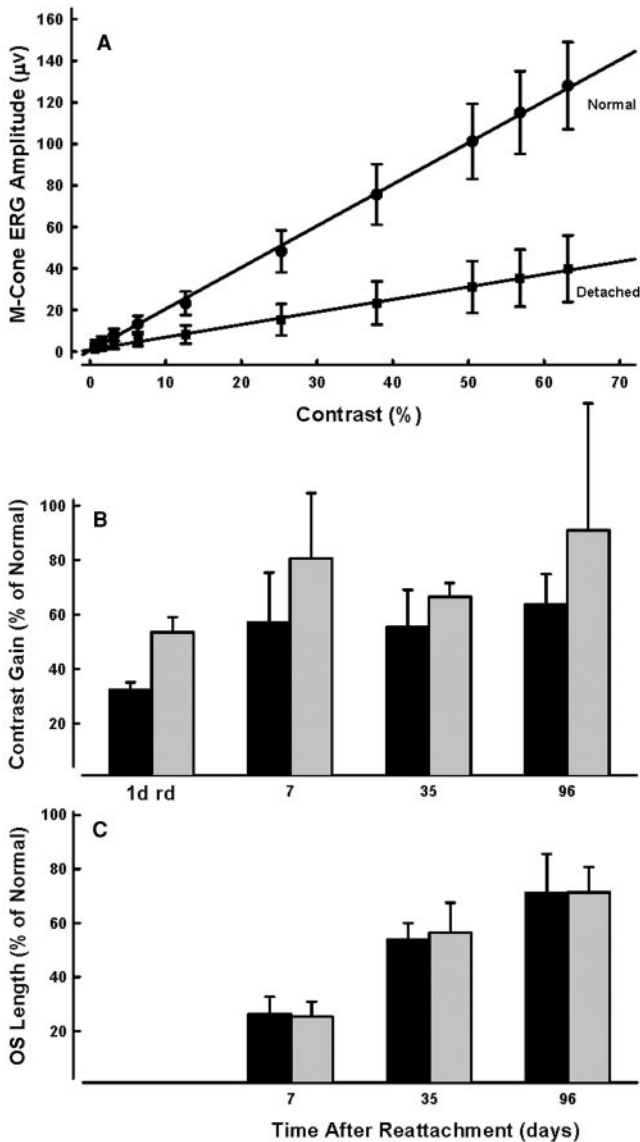 A
M-Cone ERG Amplitude (µv)
160
140
120
100
80
60
40
20
0
Normal
Detached
0 10 20 30 40 50 60 70
Contrast (%)
B
Contrast Gain (% of Normal)
100
80
60
40
20
1d rd 7 35 96
C
OS Length (% of Normal)
100
80
60
40
20
7 35 96
Time After Reattachment (days)